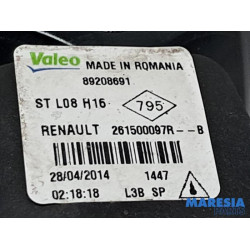 Valeo
MADE IN ROMANIA
89208691
ST L08 H16
795
RENAULT 261500097R--B
28/04/2014 1447
02:18:18 L3B SP
MARESIA